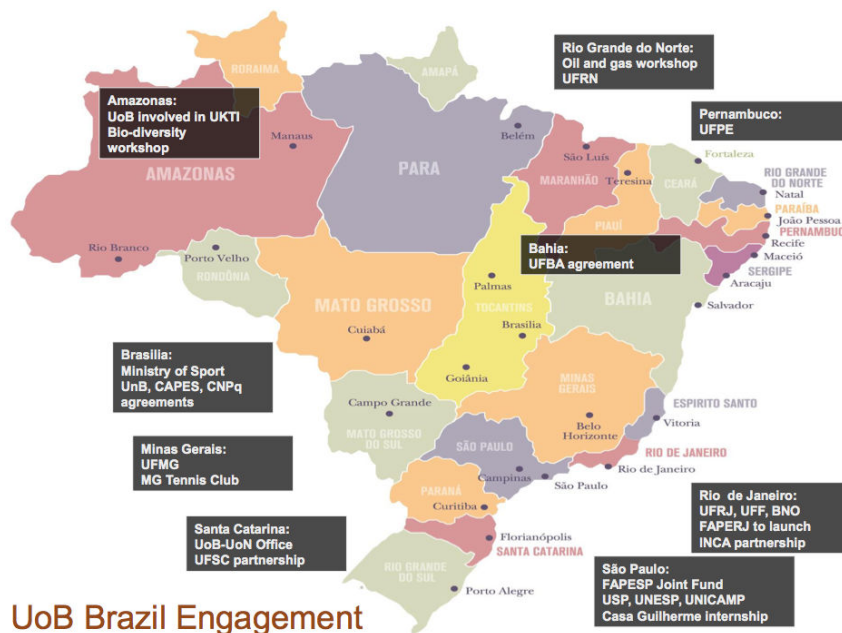 Rio Grande do Norte:
Oil and gas workshop
UFRN
RORAIMA
AMAPÁ
Amazonas:
UoB involved in UKTI
Bio-diversity
workshop
Pernambuco:
UFPE
Manaus
Belém
São Luís
Fortaleza
AMAZONAS
PARA
MARANHÃO
Teresina
CEARÁ
RIO GRANDE
DO NORTE
Natal
PARAÍBA
João Pessoa
PIAUÍ
PERNAMBUC
Recife
Rio Branco
Porto Velho
RONDÔNIA
Bahia:
UFBA agreement
Maceió
SERGIPE
Aracaju
Palmas
BAHIA
Salvador
MATO GROSSO
TOCANTINS
Cuiabá
Brasília
Goiânia
Brasilia:
Ministry of Sport
UnB, CAPES, CNPq
agreements
MINAS
GERAIS
Campo Grande
ESPIRITO SANTO
Belo
Horizonte
Vitoria
MATO GROSSO
DO SUL
Minas Gerais:
UFMG
MG Tennis Club
SÃO PAULO
RIO DE JANEIRO
Campinas
São Paulo
Rio de Janeiro
PARANÁ
Curitiba
Rio de Janeiro:
UFRJ, UFF, BNO
FAPERJ to launch
INCA partnership
Santa Catarina:
UoB-UoN Office
UFSC partnership
Florianópolis
SANTA CATARINA
RIO GRANDE
DO SUL
Porto Alegre
São Paulo:
FAPESP Joint Fund
USP, UNESP, UNICAMP
Casa Guilherme internship
UoB Brazil Engagement